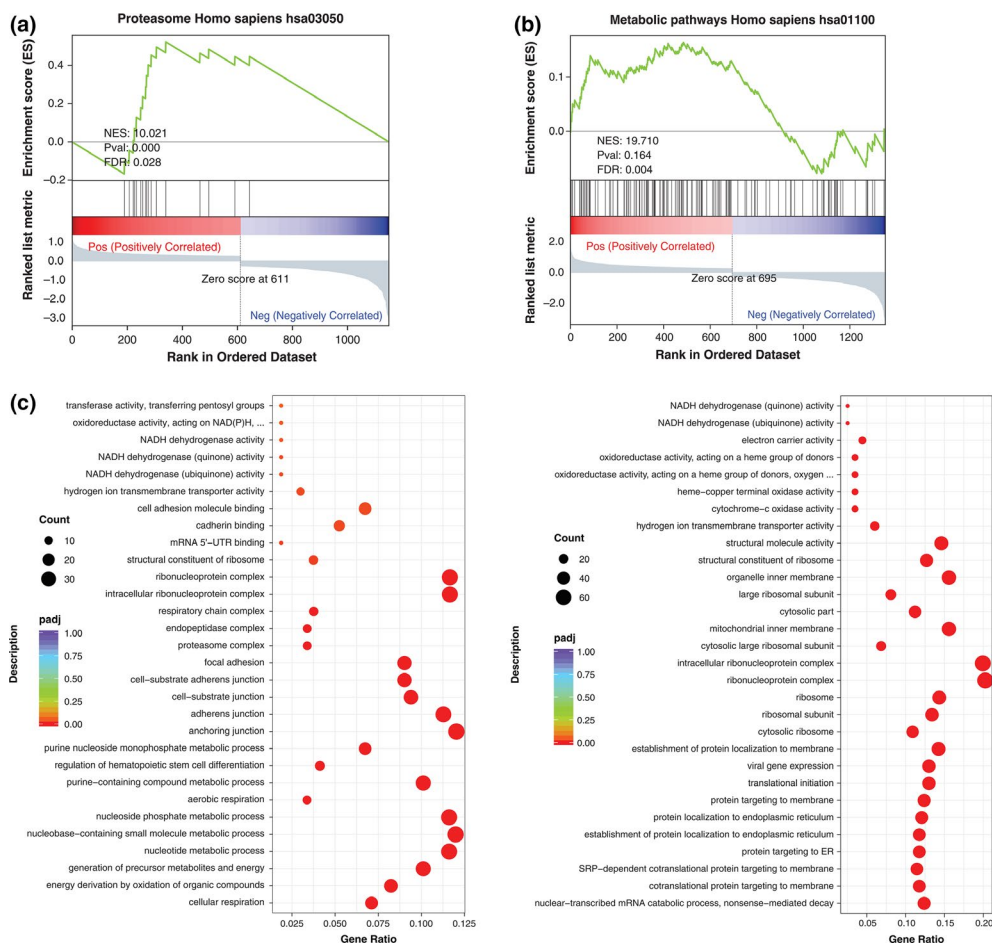 (a)
Proteasome Homo sapiens hsa03050
Enrichment score (ES)
0.4
0.2
0.0
−0.2
NES: 10.021
Pval: 0.000
FDR: 0.028
Ranked list metric
1.0
0.0
−1.0
−2.0
−3.0
Pos (Positively Correlated)
Zero score at 611
Neg (Negatively Correlated)
0 200 400 600 800 1000
Rank in Ordered Dataset
(b)
Metabolic pathways Homo sapiens hsa01100
Enrichment score (ES)
0.1
0.0
NES: 19.710
Pval: 0.164
FDR: 0.004
Ranked list metric
2.0
0.0
−2.0
Pos (Positively Correlated)
Zero score at 695
Neg (Negatively Correlated)
0 200 400 600 800 1000 1200
Rank in Ordered Dataset
(c)
Count
10
20
30
padj
1.00
0.75
0.50
0.25
0.00
Description
transferase activity, transferring pentosyl groups
oxidoreductase activity, acting on NAD(P)H, ...
NADH dehydrogenase activity
NADH dehydrogenase (quinone) activity
NADH dehydrogenase (ubiquinone) activity
hydrogen ion transmembrane transporter activity
cell adhesion molecule binding
cadherin binding
mRNA 5'−UTR binding
structural constituent of ribosome
ribonucleoprotein complex
intracellular ribonucleoprotein complex
respiratory chain complex
endopeptidase complex
proteasome complex
focal adhesion
cell−substrate adherens junction
cell−substrate junction
adherens junction
anchoring junction
purine nucleoside monophosphate metabolic process
regulation of hematopoietic stem cell differentiation
purine−containing compound metabolic process
aerobic respiration
nucleoside phosphate metabolic process
nucleobase−containing small molecule metabolic process
nucleotide metabolic process
generation of precursor metabolites and energy
energy derivation by oxidation of organic compounds
cellular respiration
0.025 0.050 0.075 0.100 0.125
Gene Ratio
Count
20
40
60
padj
1.00
0.75
0.50
0.25
0.00
Description
NADH dehydrogenase (quinone) activity
NADH dehydrogenase (ubiquinone) activity
electron carrier activity
oxidoreductase activity, acting on a heme group of donors
oxidoreductase activity, acting on a heme group of donors, oxygen ...
heme−copper terminal oxidase activity
cytochrome−c oxidase activity
hydrogen ion transmembrane transporter activity
structural molecule activity
structural constituent of ribosome
organelle inner membrane
large ribosomal subunit
cytosolic part
mitochondrial inner membrane
cytosolic large ribosomal subunit
intracellular ribonucleoprotein complex
ribonucleoprotein complex
ribosome
ribosomal subunit
cytosolic ribosome
establishment of protein localization to membrane
viral gene expression
translational initiation
protein targeting to membrane
protein localization to endoplasmic reticulum
establishment of protein localization to endoplasmic reticulum
protein targeting to ER
SRP−dependent cotranslational protein targeting to membrane
cotranslational protein targeting to membrane
nuclear−transcribed mRNA catabolic process, nonsense−mediated decay
0.05 0.10 0.15 0.20
Gene Ratio